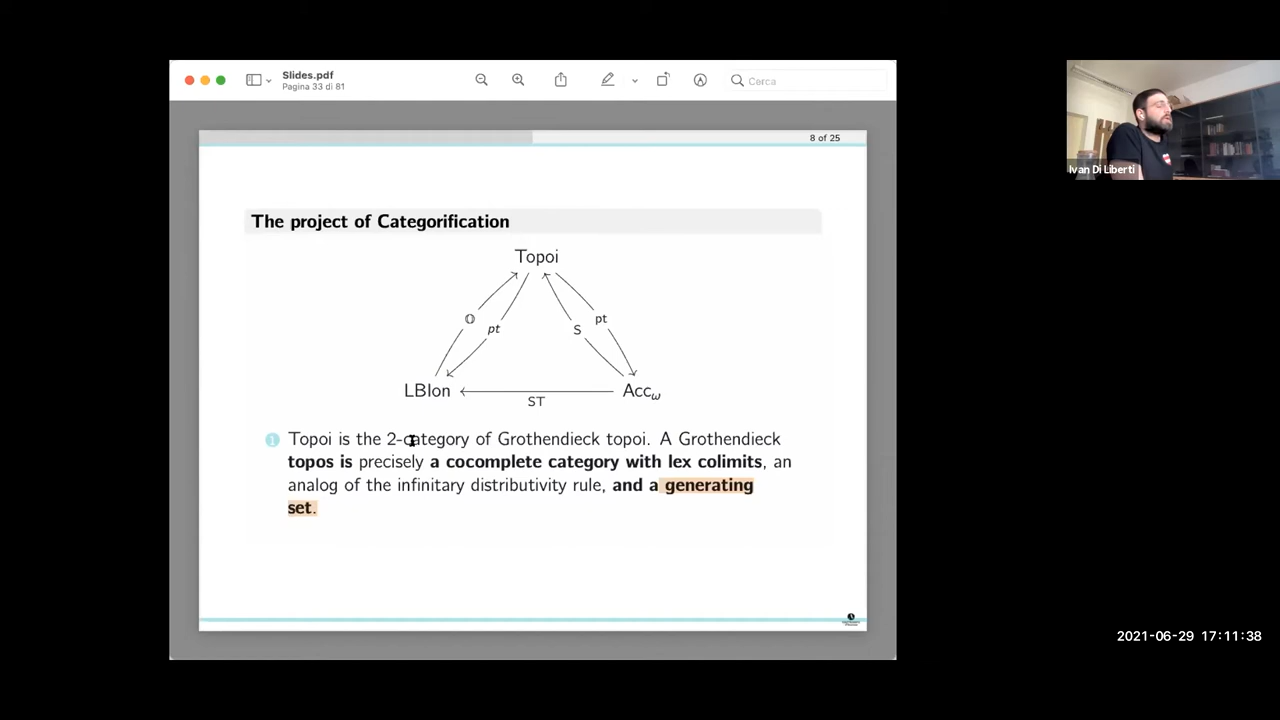 Slides.pdf
Pagina 33 di 81
Cerca
8 of 25
The project of Categorification
Topoi
𝕆
pt
S
pt
LBIon
Accω
ST
1 Topoi is the 2-category of Grothendieck topoi. A Grothendieck
topos is precisely a cocomplete category with lex colimits, an
analog of the infinitary distributivity rule, and a generating
set.
Ivan Di Liberti
2021-06-29 17:11:38